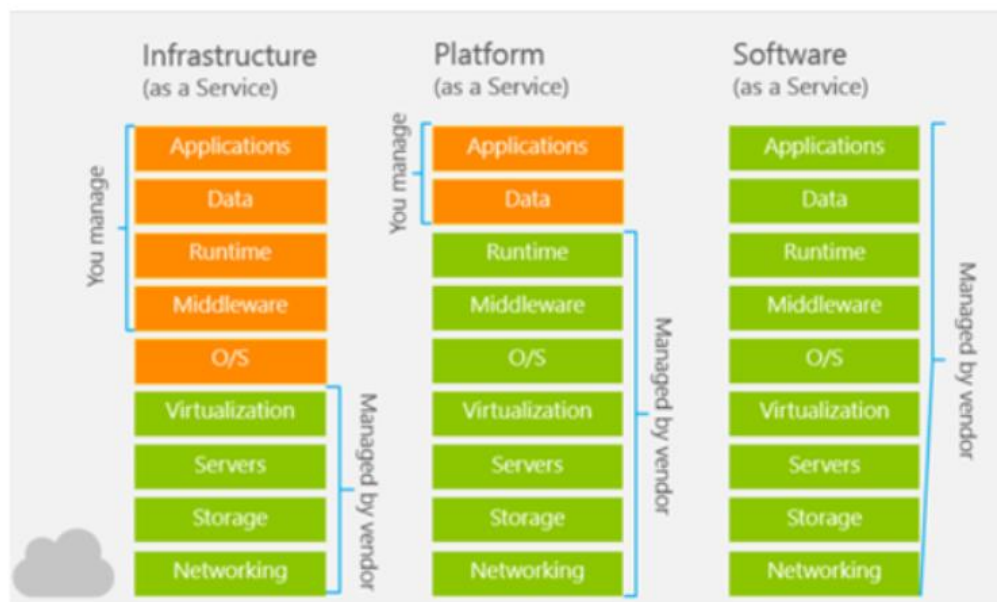 Infrastructure
(as a Service)
You manage
Applications
Data
Runtime
Middleware
O/S
Virtualization
Servers
Storage
Networking
Managed by vendor
Platform
(as a Service)
You manage
Applications
Data
Runtime
Middleware
O/S
Virtualization
Servers
Storage
Networking
Managed by vendor
Software
(as a Service)
Applications
Data
Runtime
Middleware
O/S
Virtualization
Servers
Storage
Networking
Managed by vendor